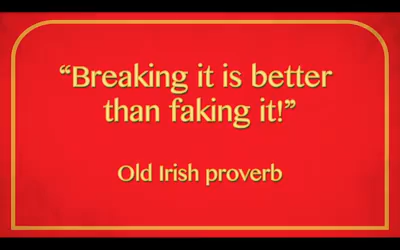 “Breaking it is better
than faking it!”
Old Irish proverb